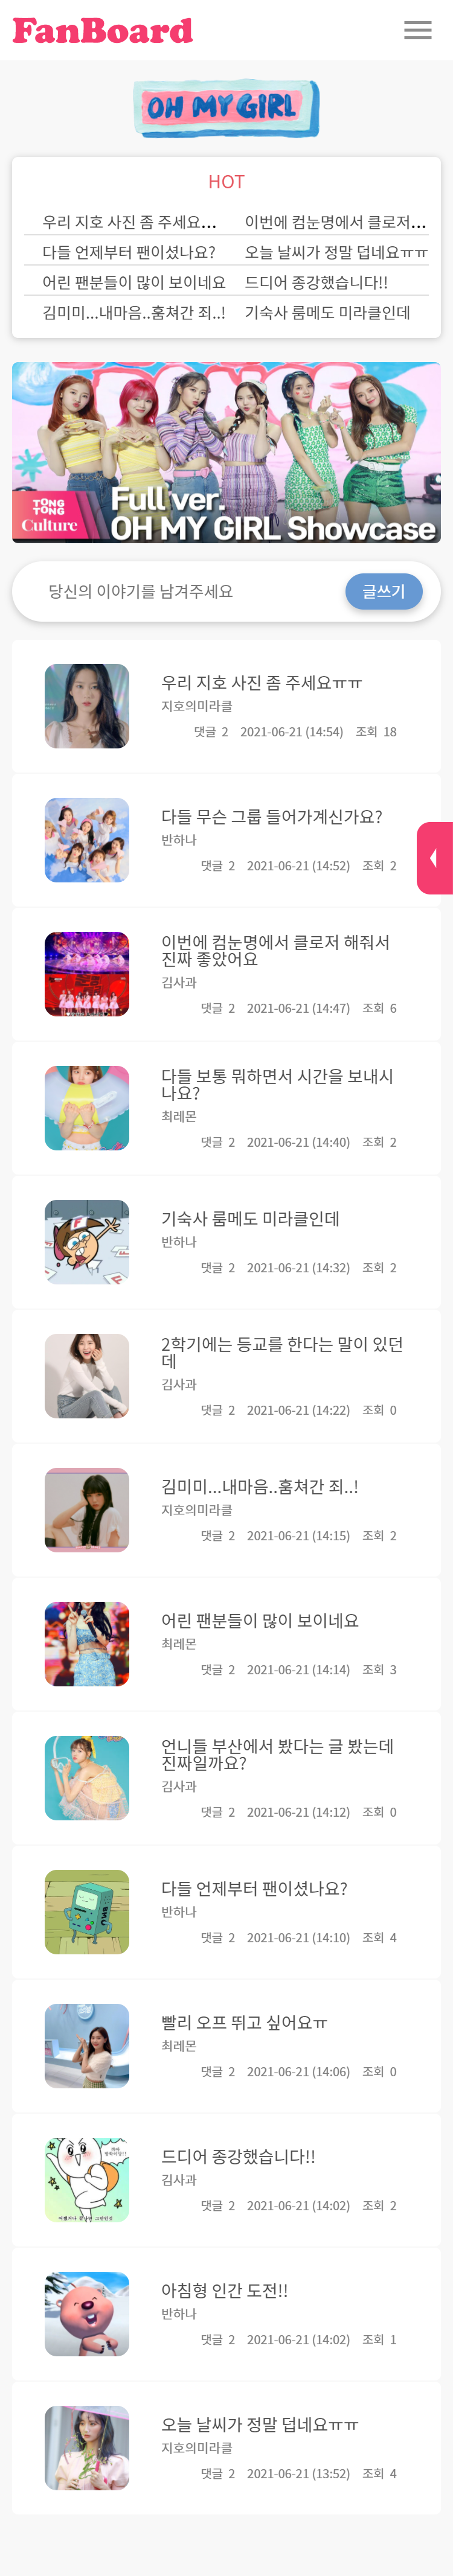 FanBoard
OH MY GIRL
HOT
우리 지호 사진 좀 주세요...
이번에 컴눈명에서 클로저...
다들 언제부터 팬이셨나요?
오늘 날씨가 정말 덥네요ㅠㅠ
어린 팬분들이 많이 보이네요
드디어 종강했습니다!!
김미미...내마음..훔쳐간 죄..!
기숙사 룸메도 미라클인데
TONG
TONG
Culture
Full ver.
OH MY GIRL Showcase
당신의 이야기를 남겨주세요
글쓰기
우리 지호 사진 좀 주세요ㅠㅠ
지호의미라클
댓글 2 2021-06-21 (14:54) 조회 18
다들 무슨 그룹 들어가계신가요?
반하나
댓글 2 2021-06-21 (14:52) 조회 2
이번에 컴눈명에서 클로저 해줘서
진짜 좋았어요
김사과
댓글 2 2021-06-21 (14:47) 조회 6
다들 보통 뭐하면서 시간을 보내시
나요?
최레몬
댓글 2 2021-06-21 (14:40) 조회 2
기숙사 룸메도 미라클인데
반하나
댓글 2 2021-06-21 (14:32) 조회 2
2학기에는 등교를 한다는 말이 있던
데
김사과
댓글 2 2021-06-21 (14:22) 조회 0
김미미...내마음..훔쳐간 죄..!
지호의미라클
댓글 2 2021-06-21 (14:15) 조회 2
어린 팬분들이 많이 보이네요
최레몬
댓글 2 2021-06-21 (14:14) 조회 3
언니들 부산에서 봤다는 글 봤는데
진짜일까요?
김사과
댓글 2 2021-06-21 (14:12) 조회 0
다들 언제부터 팬이셨나요?
반하나
댓글 2 2021-06-21 (14:10) 조회 4
빨리 오프 뛰고 싶어요ㅠ
최레몬
댓글 2 2021-06-21 (14:06) 조회 0
드디어 종강했습니다!!
김사과
댓글 2 2021-06-21 (14:02) 조회 2
아침형 인간 도전!!
반하나
댓글 2 2021-06-21 (14:02) 조회 1
오늘 날씨가 정말 덥네요ㅠㅠ
지호의미라클
댓글 2 2021-06-21 (13:52) 조회 4